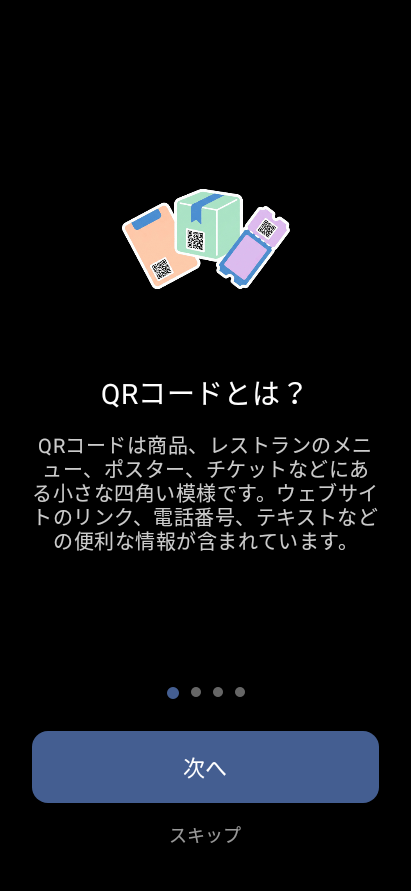 QRコードとは？
QRコードは商品、レストランのメニ
ュー、ポスター、チケットなどにあ
る小さな四角い模様です。ウェブサイ
トのリンク、電話番号、テキストなど
の便利な情報が含まれています。
次へ
スキップ